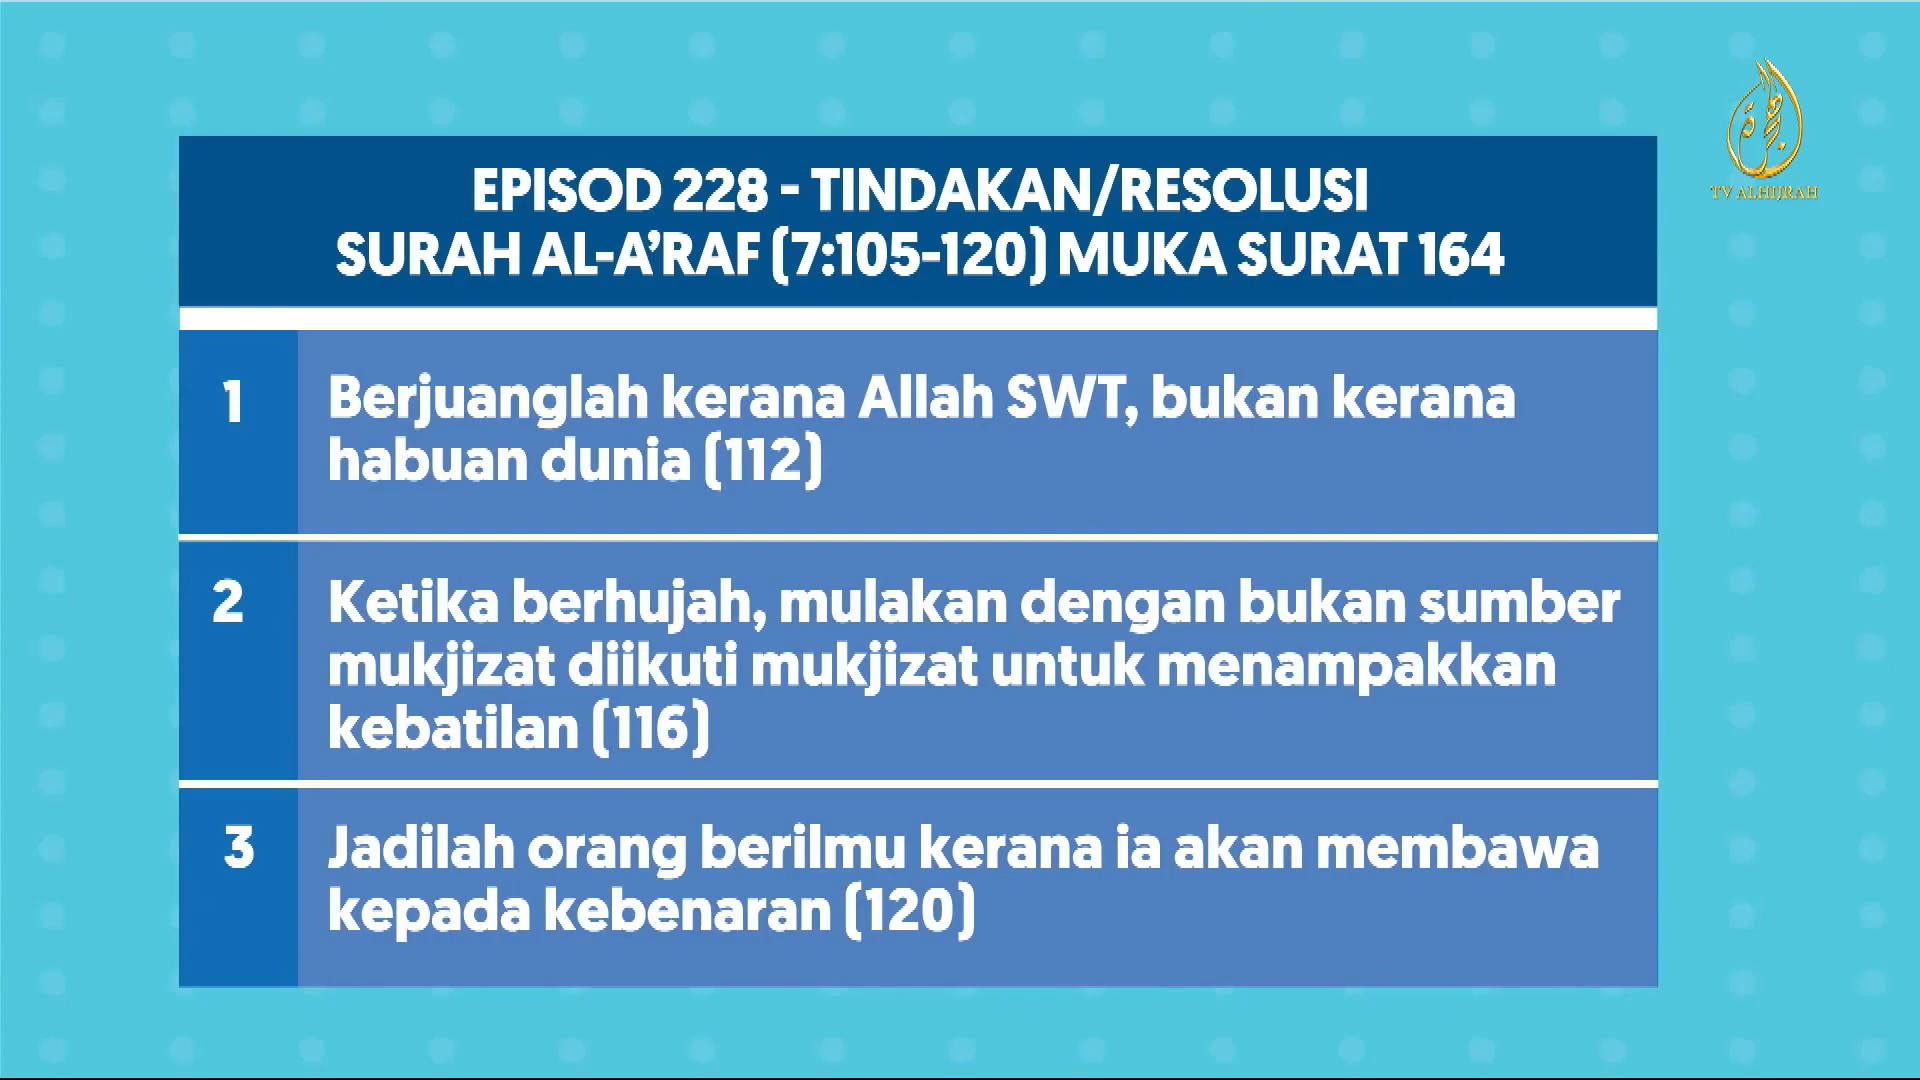 EPISOD 228 - TINDAKAN/RESOLUSI
SURAH AL-A’RAF (7:105-120) MUKA SURAT 164
TV ALHIJRAH
1
Berjuanglah kerana Allah SWT, bukan kerana
habuan dunia (112)
2
Ketika berhujah, mulakan dengan bukan sumber
mukjizat diikuti mukjizat untuk menampakkan
kebatilan (116)
3
Jadilah orang berilmu kerana ia akan membawa
kepada kebenaran (120)